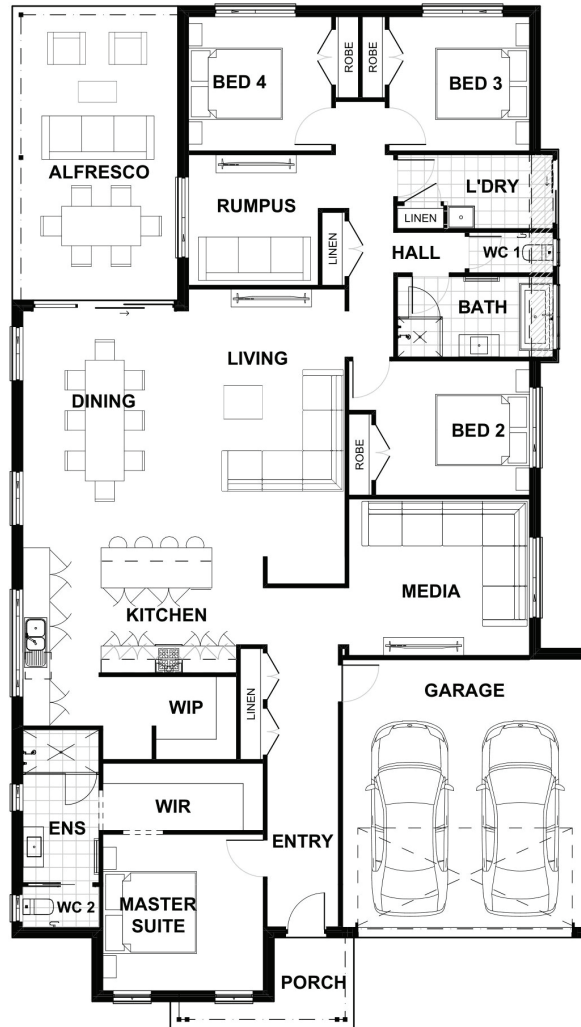 ROBE
ROBE
BED 4
BED 3
ALFRESCO
L'DRY
RUMPUS
LINEN
LINEN
HALL
WC 1
BATH
LIVING
DINING
BED 2
ROBE
MEDIA
KITCHEN
GARAGE
WIP
LINEN
WIR
ENS
ENTRY
MASTER
SUITE
WC 2
PORCH